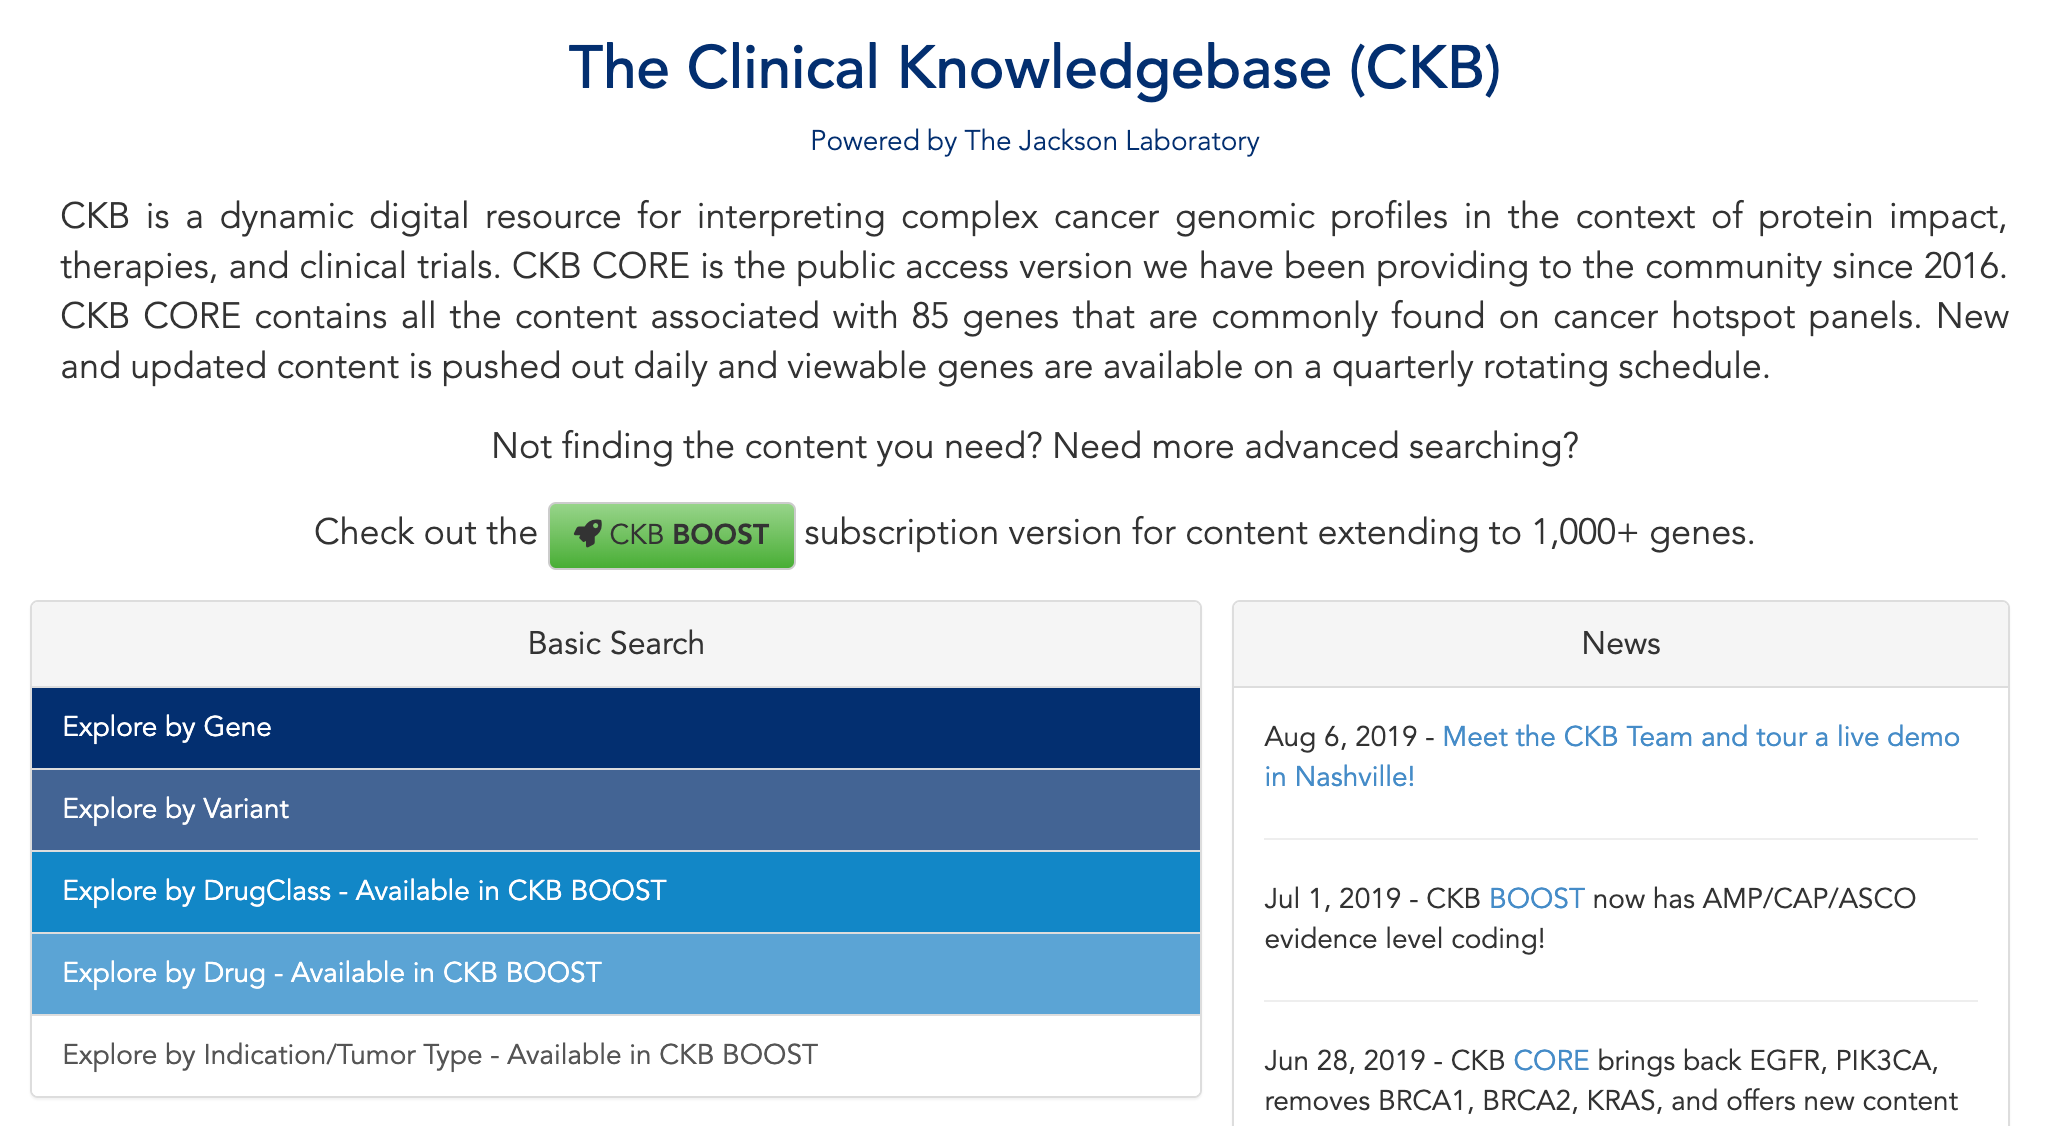 The Clinical Knowledgebase (CKB)
Powered by The Jackson Laboratory
CKB is a dynamic digital resource for interpreting complex cancer genomic profiles in the context of protein impact,
therapies, and clinical trials. CKB CORE is the public access version we have been providing to the community since 2016.
CKB CORE contains all the content associated with 85 genes that are commonly found on cancer hotspot panels. New
and updated content is pushed out daily and viewable genes are available on a quarterly rotating schedule.
Not finding the content you need? Need more advanced searching?
Check out the CKB BOOST subscription version for content extending to 1,000+ genes.
Basic Search
Explore by Gene
Explore by Variant
Explore by DrugClass - Available in CKB BOOST
Explore by Drug - Available in CKB BOOST
Explore by Indication/Tumor Type - Available in CKB BOOST
News
Aug 6, 2019 - Meet the CKB Team and tour a live demo
in Nashville!
Jul 1, 2019 - CKB BOOST now has AMP/CAP/ASCO
evidence level coding!
Jun 28, 2019 - CKB CORE brings back EGFR, PIK3CA,
removes BRCA1, BRCA2, KRAS, and offers new content